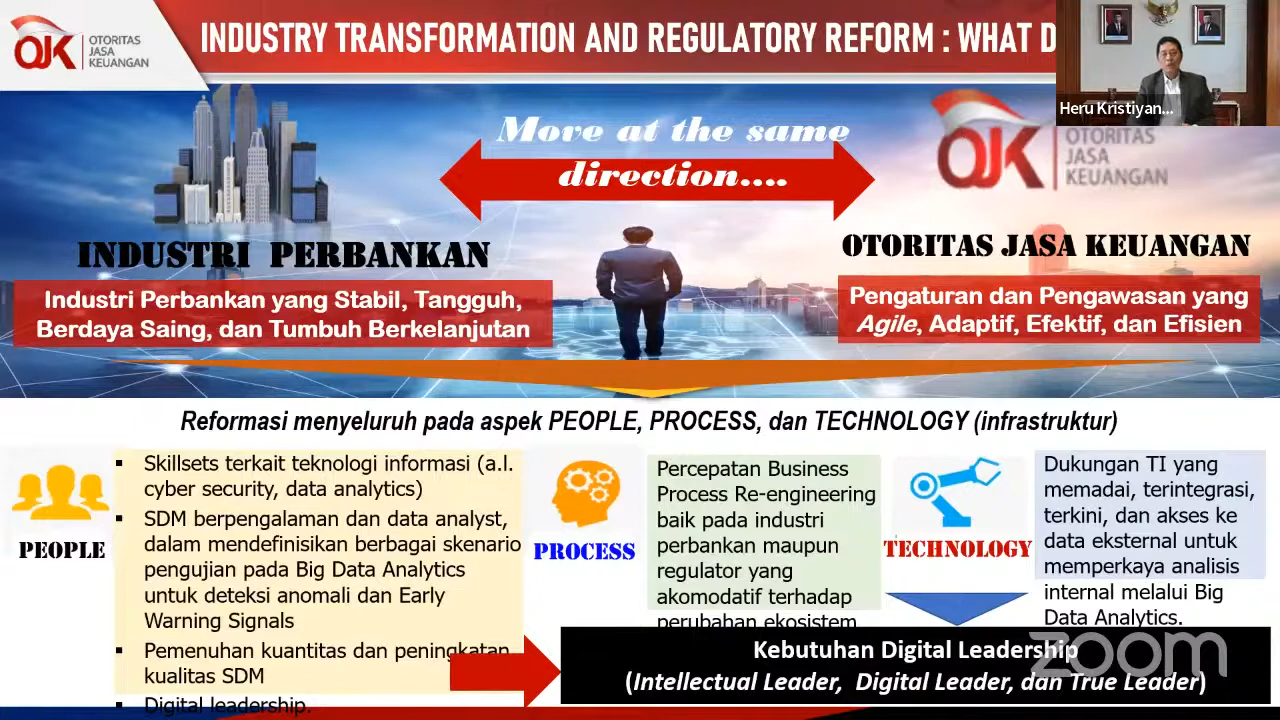 OJK OTORITAS
JASA
KEUANGAN
INDUSTRY TRANSFORMATION AND REGULATORY REFORM : WHAT
Heru Kristiyan...
Move at the same
direction....
OJK OTORITAS
JASA
KEUANGAN
INDUSTRI PERBANKAN
Industri Perbankan yang Stabil, Tangguh,
Berdaya Saing, dan Tumbuh Berkelanjutan
OTORITAS JASA KEUANGAN
Pengaturan dan Pengawasan yang
Agile, Adaptif, Efektif, dan Efisien
Reformasi menyeluruh pada aspek PEOPLE, PROCESS, dan TECHNOLOGY (infrastruktur)
PEOPLE
▪ Skillsets terkait teknologi informasi (a.l.
cyber security, data analytics)
▪ SDM berpengalaman dan data analyst,
dalam mendefinisikan berbagai skenario
pengujian pada Big Data Analytics
untuk deteksi anomali dan Early
Warning Signals
▪ Pemenuhan kuantitas dan peningkatan
kualitas SDM
▪ Digital leadership.
PROCESS
Percepatan Business
Process Re-engineering
baik pada industri
perbankan maupun
regulator yang
akomodatif terhadap
perubahan ekosistem
TECHNOLOGY
Dukungan TI yang
memadai, terintegrasi,
terkini, dan akses ke
data eksternal untuk
memperkaya analisis
internal melalui Big
Data Analytics.
Kebutuhan Digital Leadership
(Intellectual Leader, Digital Leader, dan True Leader)
zoom